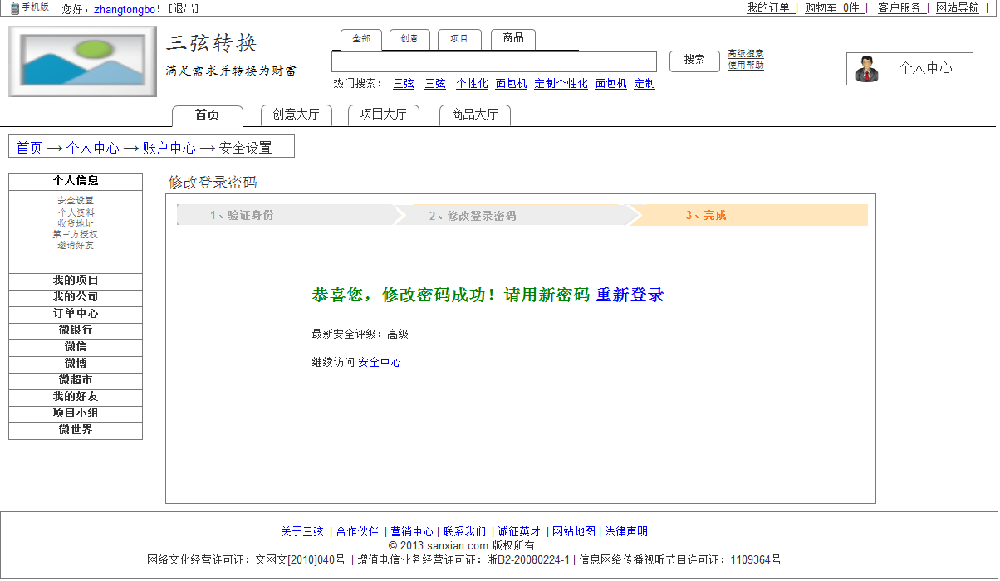 手机版 您好，zhangtongbo！[退出] 我的订单 | 购物车 0件 | 客户服务 | 网站导航 |
三弦转换
满足需求并转换为财富
全部 创意 项目 商品
搜索
高级搜索
使用帮助
热门搜索： 三弦 三弦 个性化 面包机 定制个性化 面包机 定制
个人中心
首页 创意大厅 项目大厅 商品大厅
首页 → 个人中心 → 账户中心 → 安全设置
个人信息
安全设置
个人资料
收货地址
第三方授权
邀请好友
我的项目
我的公司
订单中心
微银行
微信
微博
微超市
我的好友
项目小组
微世界
修改登录密码
1、验证身份 2、修改登录密码 3、完成
恭喜您，修改密码成功！请用新密码 重新登录
最新安全评级：高级
继续访问 安全中心
关于三弦 | 合作伙伴 | 营销中心 | 联系我们 | 诚征英才 | 网站地图 | 法律声明
© 2013 sanxian.com 版权所有
网络文化经营许可证：文网文[2010]040号 | 增值电信业务经营许可证：浙B2-20080224-1 | 信息网络传播视听节目许可证：1109364号